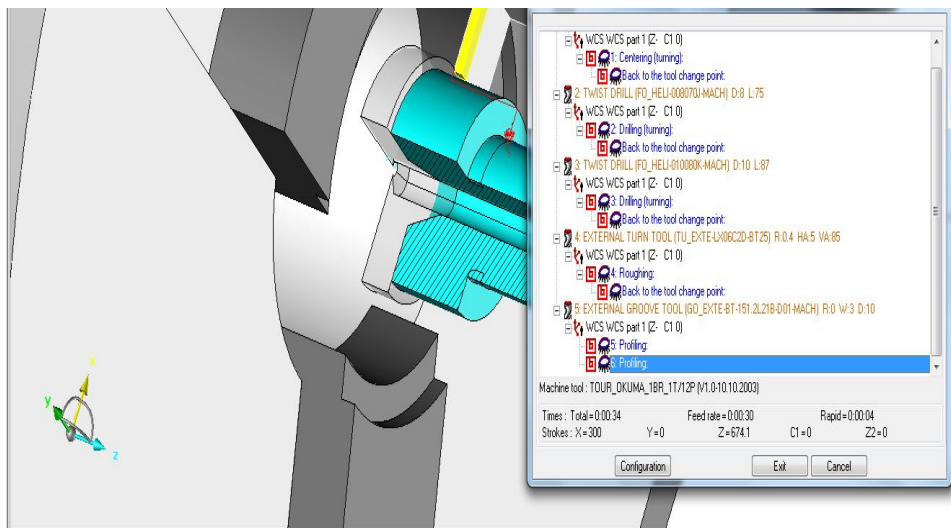 WCS WCS part 1 (Z- C1 0)
1: Centering (turning):
Back to the tool change point:
2: TWIST DRILL (FO_HELI-008070J-MACH) D:8 L:75
WCS WCS part 1 (Z- C1 0)
2: Drilling (turning):
Back to the tool change point:
3: TWIST DRILL (FO_HELI-010080K-MACH) D:10 L:87
WCS WCS part 1 (Z- C1 0)
3: Drilling (turning):
Back to the tool change point:
4: EXTERNAL TURN TOOL (TU_EXTE-LX06C2D-BT25) R:0.4 HA:5 VA:85
WCS WCS part 1 (Z- C1 0)
4: Roughing:
Back to the tool change point:
5: EXTERNAL GROOVE TOOL (GO_EXTE-BT-151.2L21B-D01-MACH) R:0 W:3 D:10
WCS WCS part 1 (Z- C1 0)
5: Profiling:
6: Profiling:
Machine tool : TOUR_OKUMA_1BR_1T/12P (V1.0-10.10.2003)
Times : Total = 0:00:34 Feed rate = 0:00:30 Rapid = 0:00:04
Strokes : X = 300 Y = 0 Z = 674.1 C1 = 0 Z2 = 0
Configuration Exit Cancel
x
y
z